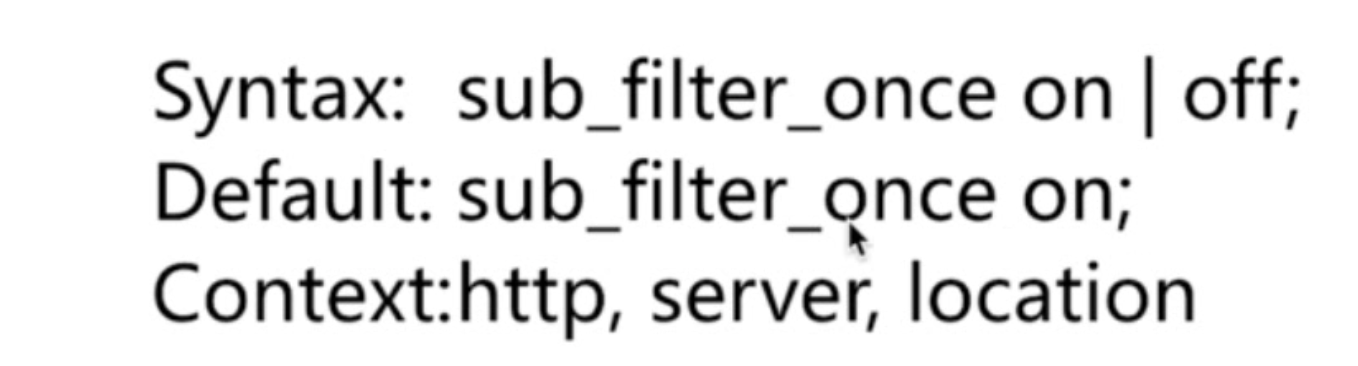 Syntax: sub_filter_once on | off;
Default: sub_filter_once on;
Context:http, server, location